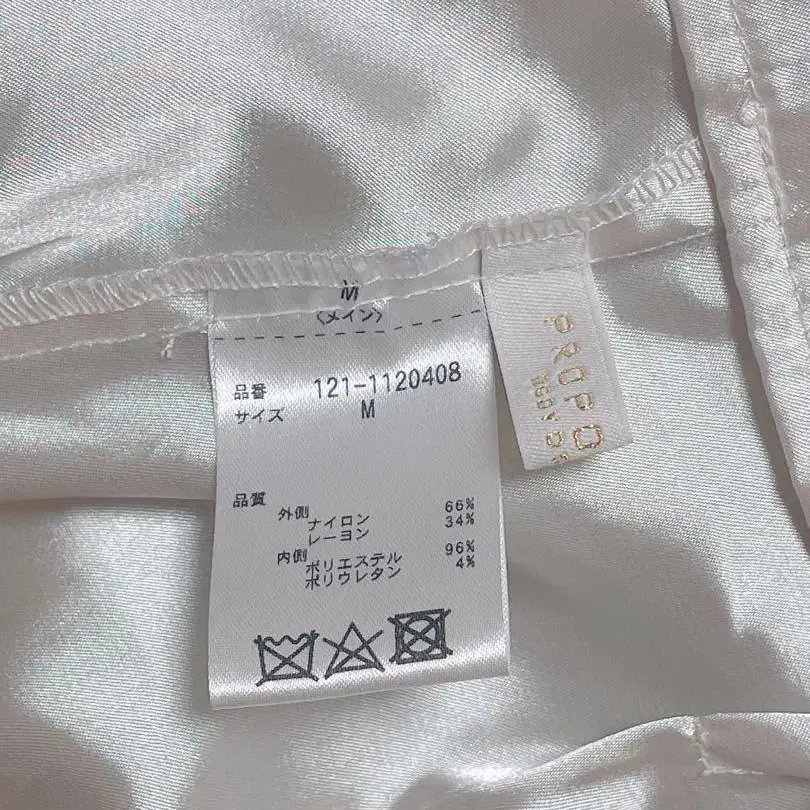 M
〈メイン〉
品番 121-1120408
サイズ M
品質
外側
ナイロン 66%
レーヨン 34%
内側
ポリエステル 96%
ポリウレタン 4%
PROPO